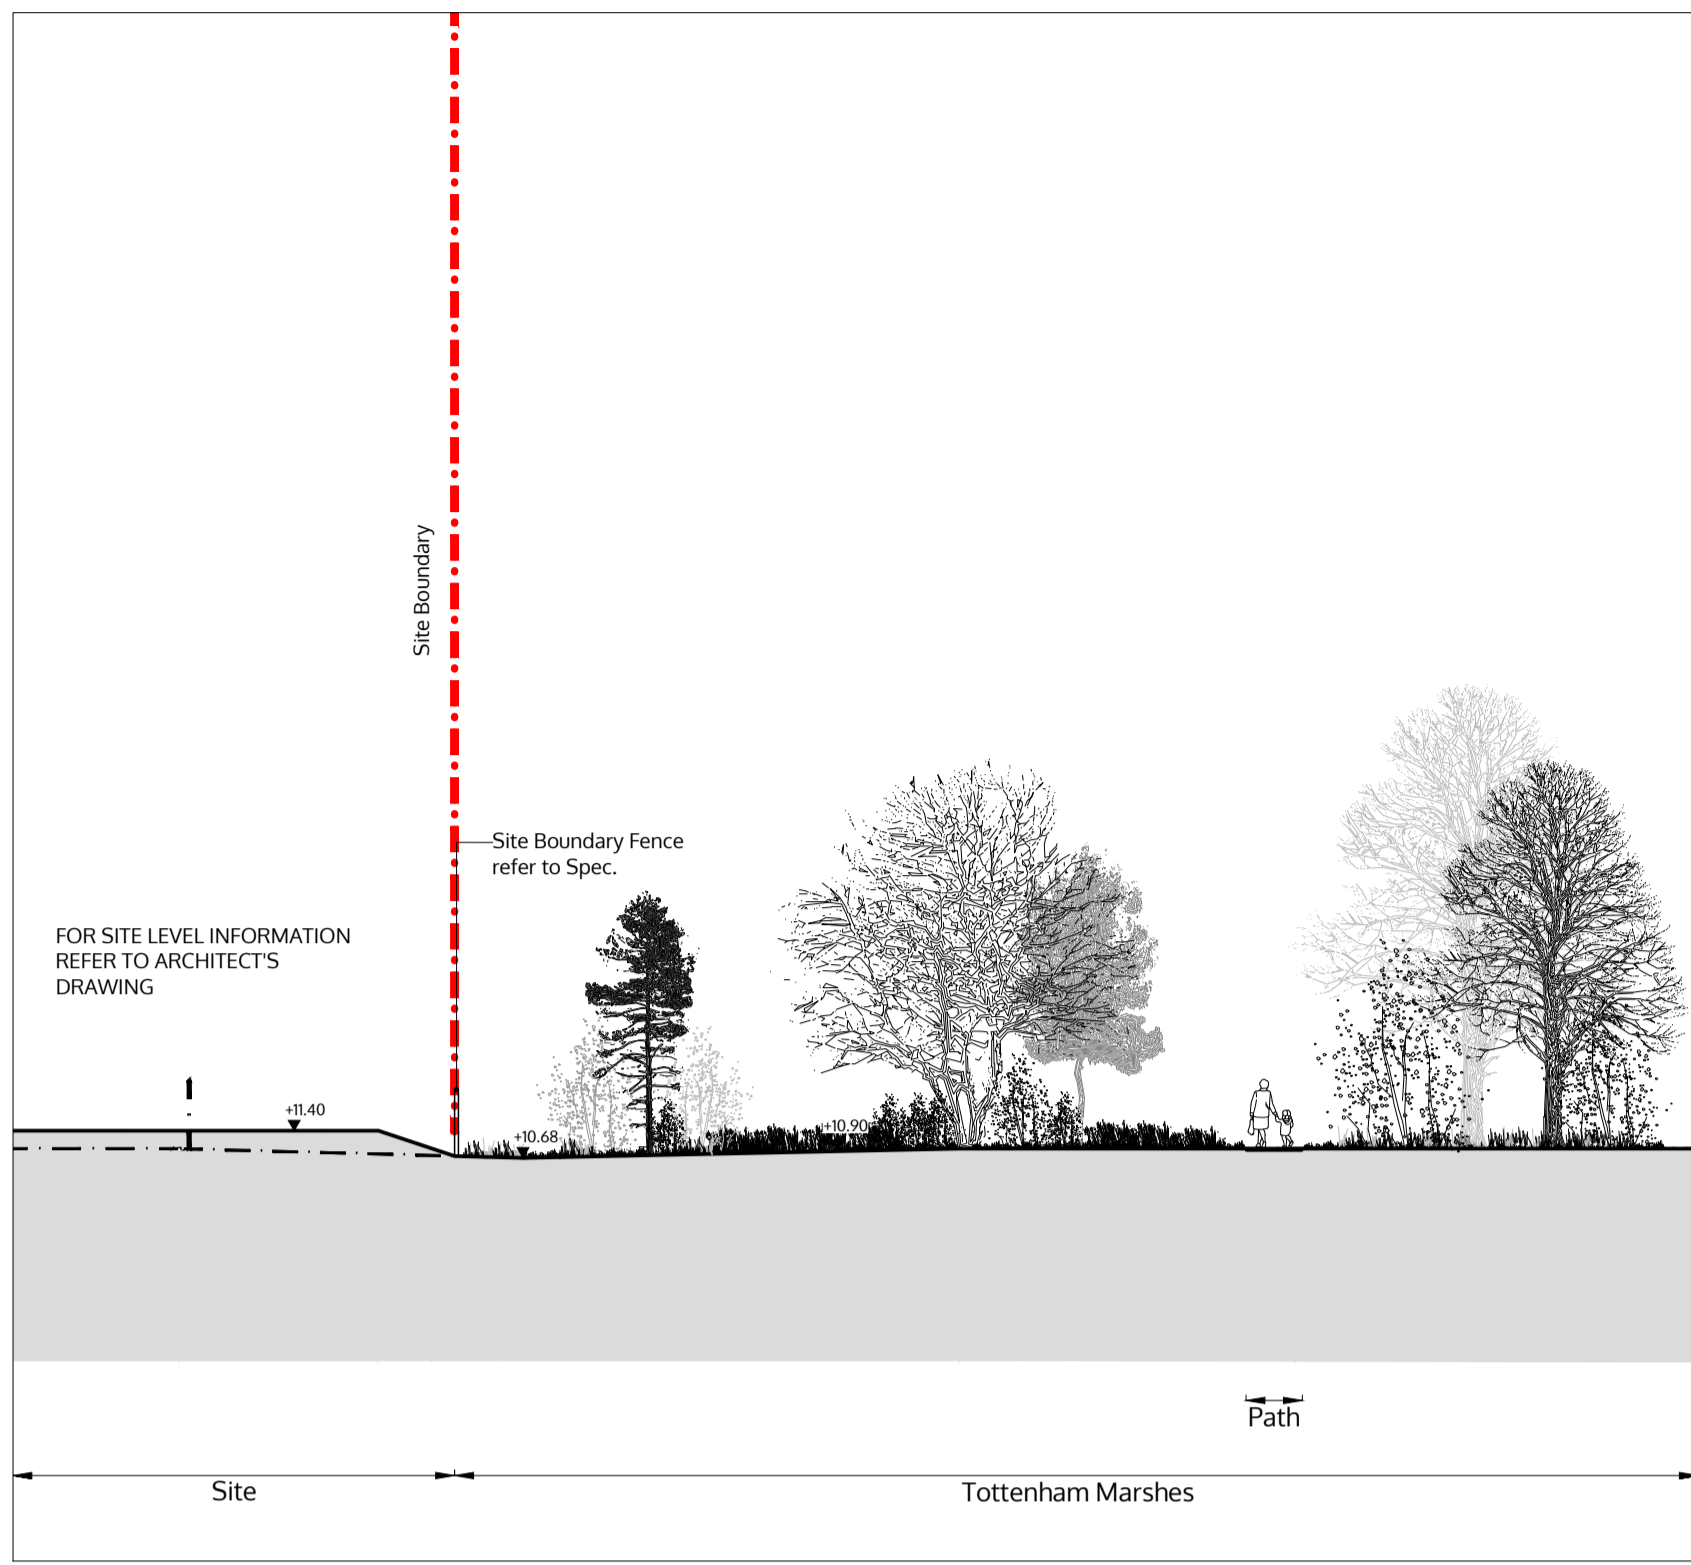 Site Boundary
Site Boundary Fence
refer to Spec.
FOR SITE LEVEL INFORMATION
REFER TO ARCHITECT'S
DRAWING
+11.40
+10.68
+10.90
Path
Site
Tottenham Marshes